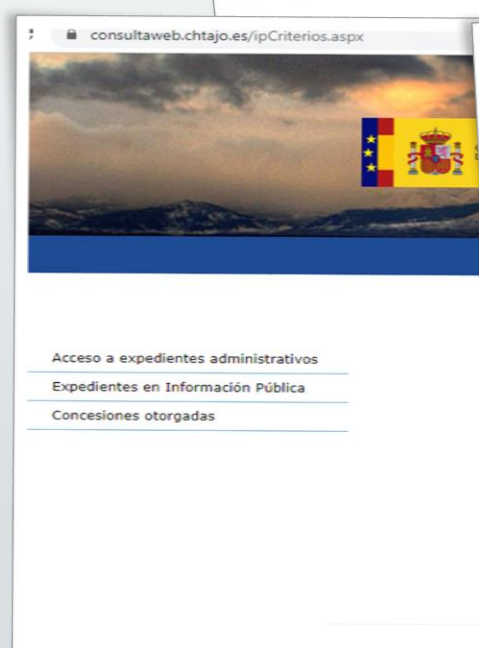 consultaweb.chtajo.es/ipCriterios.aspx
Acceso a expedientes administrativos
Expedientes en Información Pública
Concesiones otorgadas